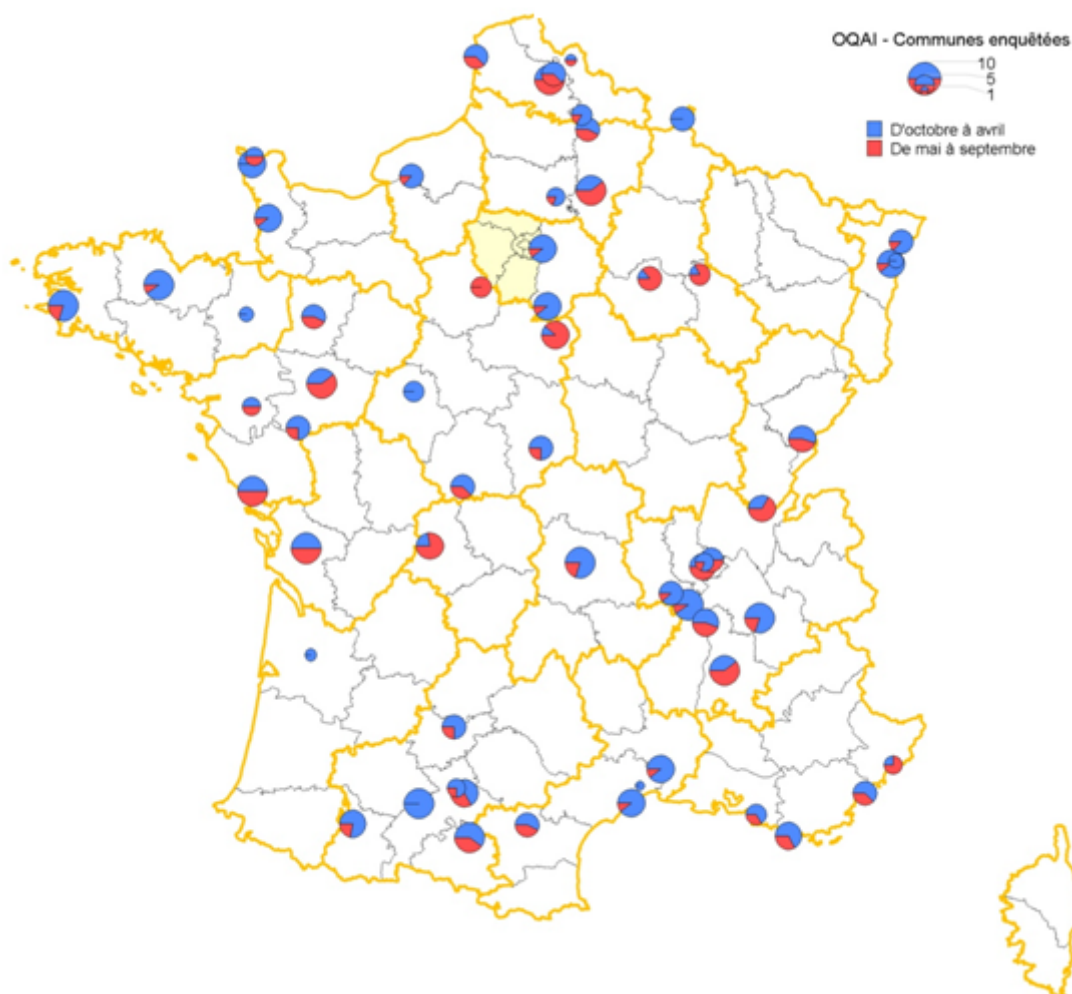 OQAI - Communes enquêtées
10
5
1
D'octobre à avril
De mai à septembre